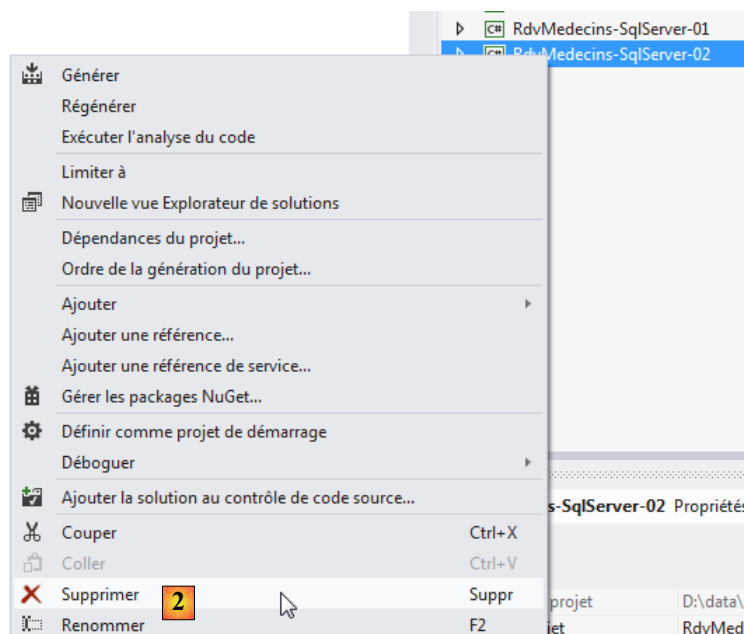 C# RdvMedecins-SqlServer-01
C# RdvMedecins-SqlServer-02
Générer
Régénérer
Exécuter l'analyse du code
Limiter à
Nouvelle vue Explorateur de solutions
Dépendances du projet...
Ordre de la génération du projet...
Ajouter
Ajouter une référence...
Ajouter une référence de service...
Gérer les packages NuGet...
Définir comme projet de démarrage
Déboguer
Ajouter la solution au contrôle de code source...
s-SqlServer-02 Propriétés
Couper Ctrl+X
Coller Ctrl+V
Supprimer 2 Suppr
projet D:\data\
Renommer F2
jet RdvMed